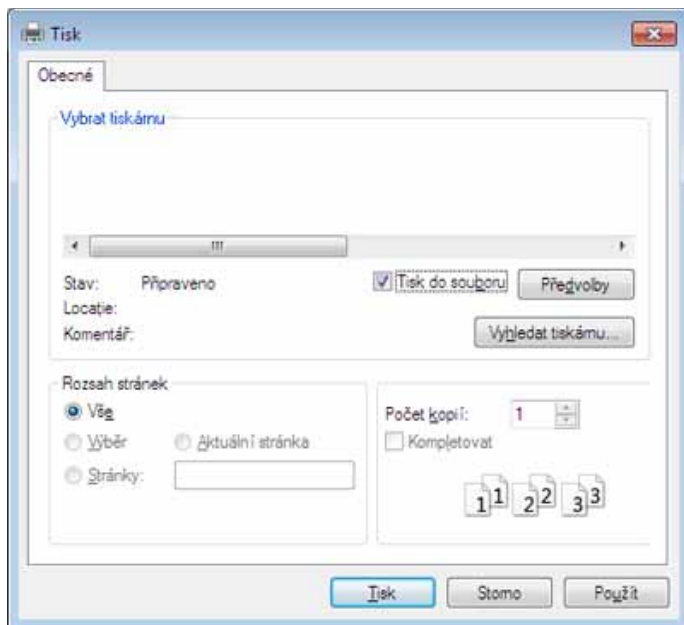 Tisk
Obecné
Vybrat tiskárnu
Stav: Připraveno
Tisk do souboru
Předvolby
Locație:
Komentář:
Vyhledat tiskárnu...
Rozsah stránek
Vše
Výběr
Aktuální stránka
Stránky:
Počet kopií: 1
Kompletovat
1 1 2 2 3 3
Tisk Storno Použít